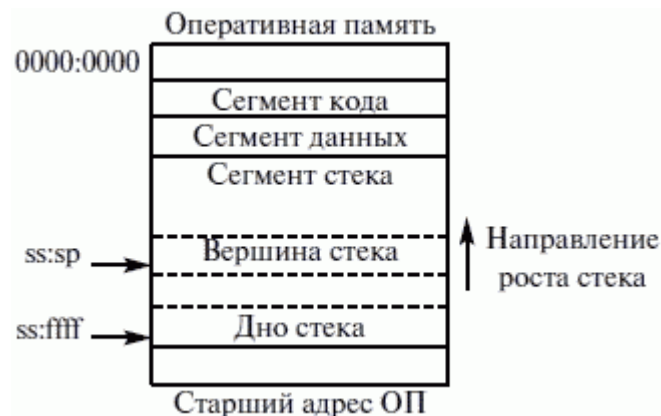 Оперативная память
0000:0000
Сегмент кода
Сегмент данных
Сегмент стека
ss:sp
Вершина стека
Направление
роста стека
ss:ffff
Дно стека
Старший адрес ОП